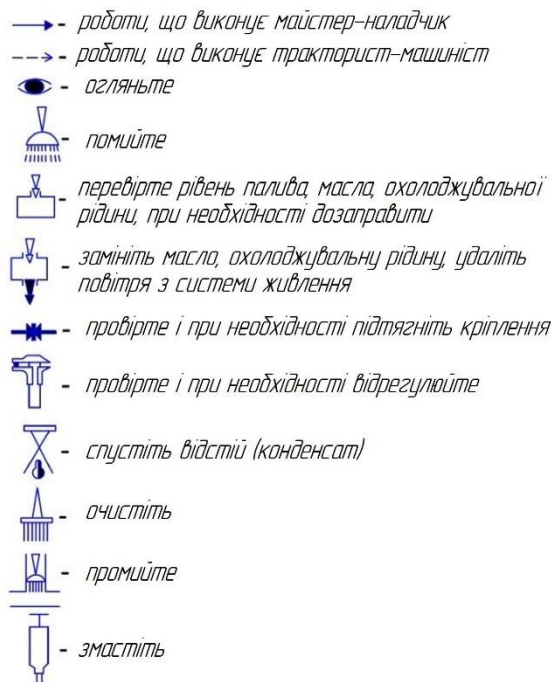 - роботи, що виконує майстер-наладчик
- роботи, що виконує тракторист-машиніст
- огляньте
- помийте
- перевірте рівень палива, масла, охолоджувальної
рідини, при необхідності дозаправити
- замініть масло, охолоджувальну рідину, удаліть
повітря з системи живлення
- провірте і при необхідності підтягніть кріплення
- провірте і при необхідності відрегулюйте
- спустіть відстій (конденсат)
- очистіть
- промийте
- змастіть